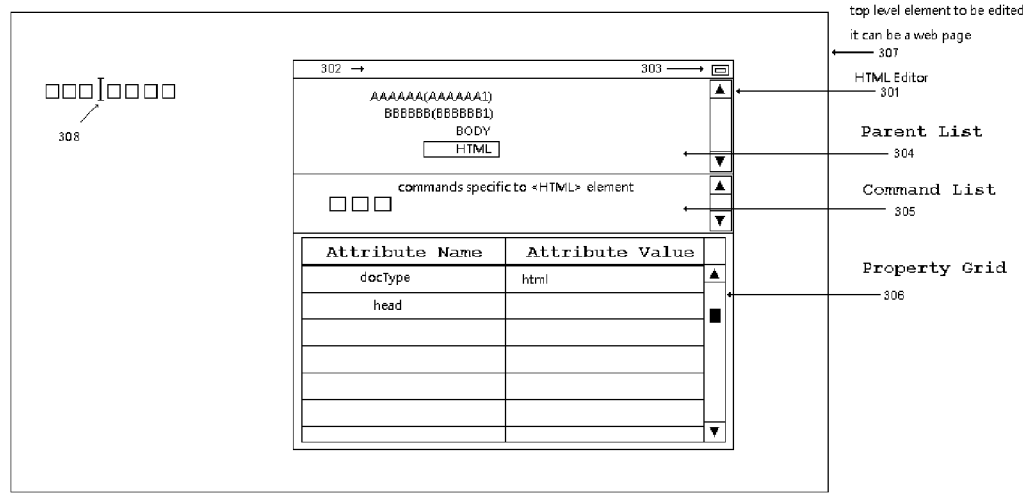 top level element to be edited
it can be a web page
307
302
303
HTML Editor
301
AAAAAA(AAAAAA1)
BBBBBB(BBBBBB1)
BODY
HTML
308
Parent List
304
commands specific to <HTML> element
Command List
305
Attribute Name Attribute Value
docType html
head
Property Grid
306